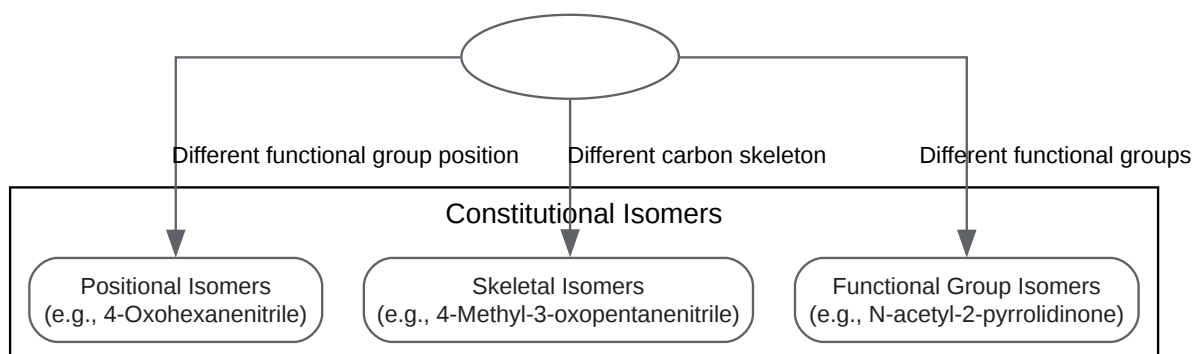 Different functional group position
Different carbon skeleton
Different functional groups
Constitutional Isomers
Positional Isomers
(e.g., 4-Oxohexanenitrile)
Skeletal Isomers
(e.g., 4-Methyl-3-oxopentanenitrile)
Functional Group Isomers
(e.g., N-acetyl-2-pyrrolidinone)